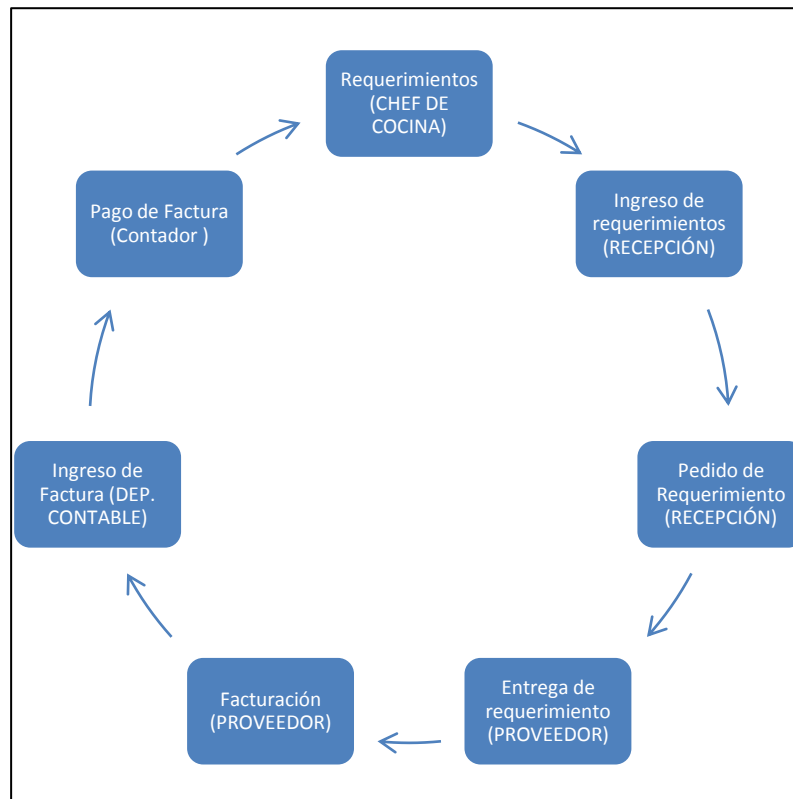 Requerimientos
(CHEF DE
COCINA)
Ingreso de
requerimientos
(RECEPCIÓN)
Pedido de
Requerimiento
(RECEPCIÓN)
Entrega de
requerimiento
(PROVEEDOR)
Facturación
(PROVEEDOR)
Ingreso de
Factura (DEP.
CONTABLE)
Pago de Factura
(Contador )